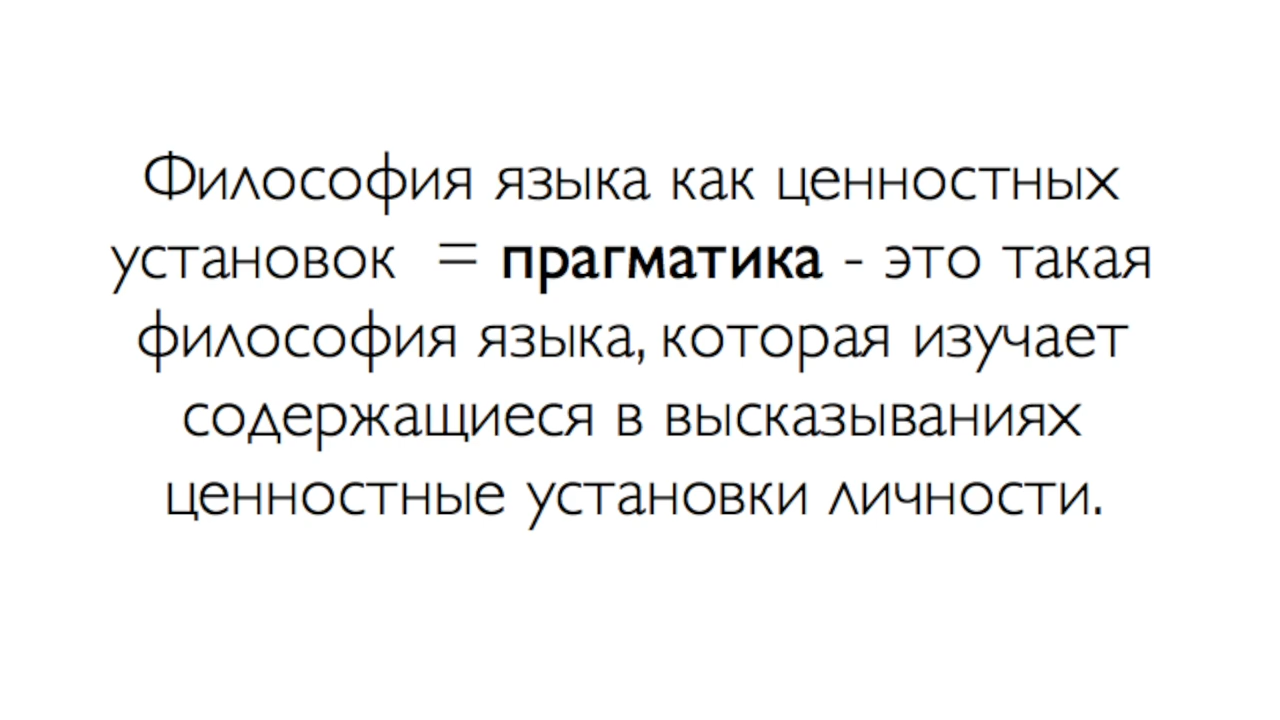 Философия языка как ценностных
установок = прагматика - это такая
философия языка, которая изучает
содержащиеся в высказываниях
ценностные установки личности.